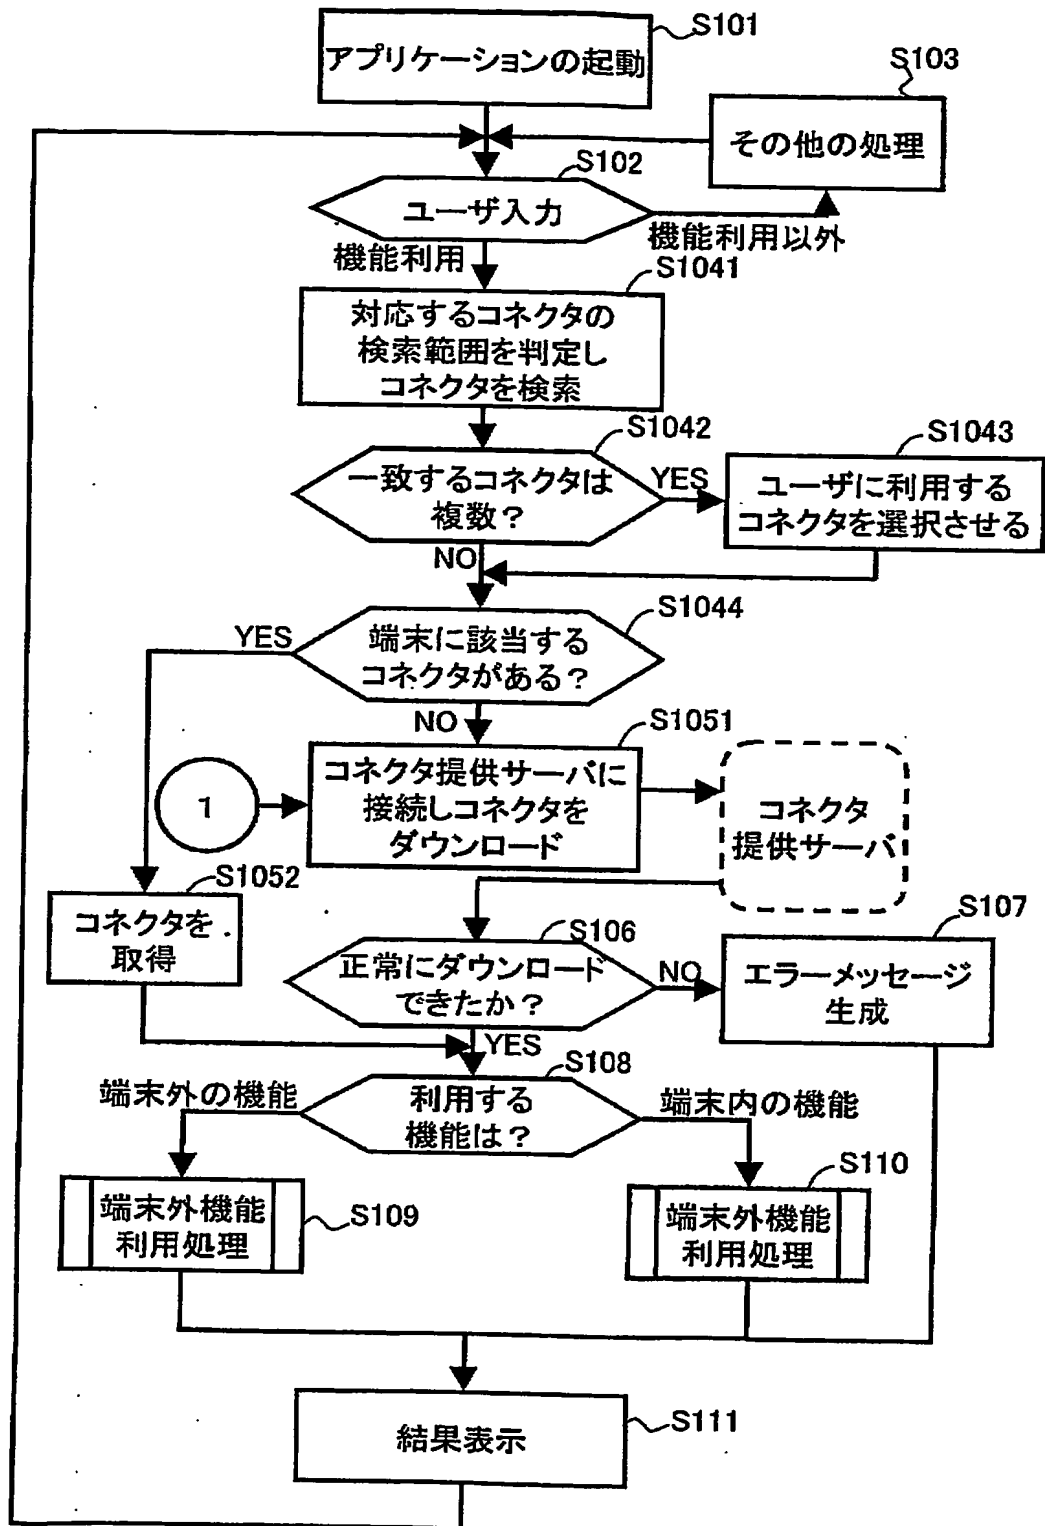 S101
アプリケーションの起動
S103
その他の処理
S102
ユーザ入力
機能利用以外
機能利用
S1041
対応するコネクタの
検索範囲を判定し
コネクタを検索
S1042
一致するコネクタは
複数?
YES
S1043
ユーザに利用する
コネクタを選択させる
NO
S1044
YES
端末に該当する
コネクタがある?
NO
S1051
1
コネクタ提供サーバに
接続しコネクタを
ダウンロード
コネクタ
提供サーバ
S1052
コネクタを
取得
S106
正常にダウンロード
できたか?
NO
S107
エラーメッセージ
生成
YES
S108
端末外の機能
利用する
機能は?
端末内の機能
端末外機能
利用処理
S109
S110
端末外機能
利用処理
結果表示
S111